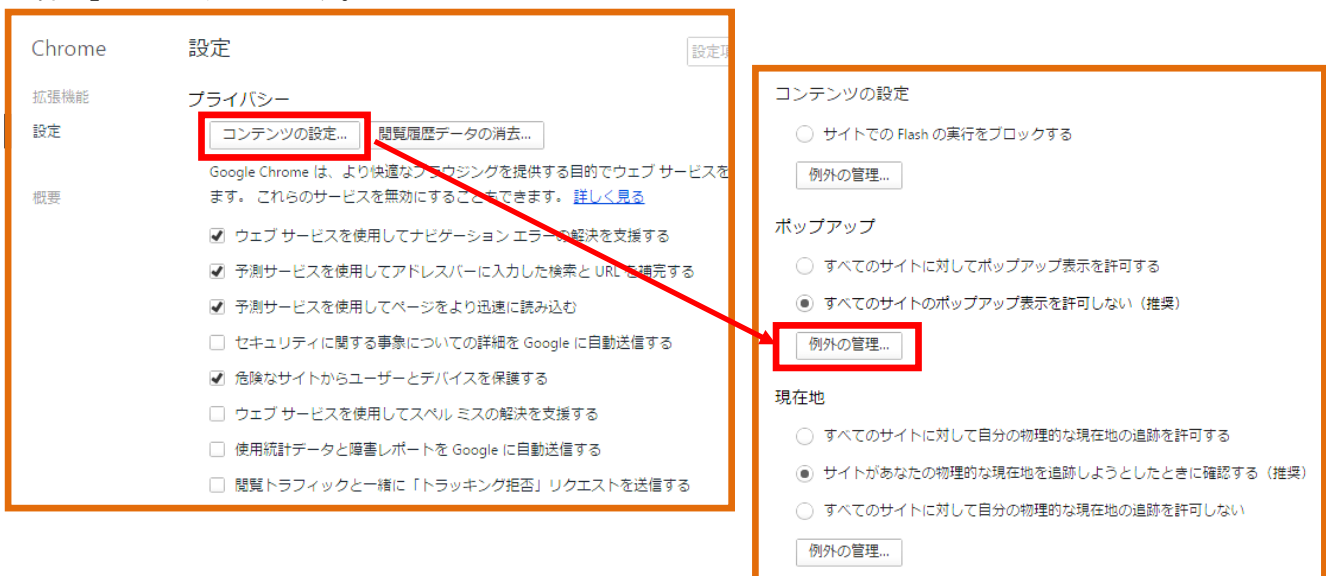 Chrome
設定
設定項
拡張機能
設定
概要
プライバシー
コンテンツの設定...
閲覧履歴データの消去...
Google Chrome は、より快適なブラウジングを提供する目的でウェブ サービスを
ます。 これらのサービスを無効にすることもできます。 詳しく見る
ウェブ サービスを使用してナビゲーション エラーの解決を支援する
予測サービスを使用してアドレスバーに入力した検索と URL を補完する
予測サービスを使用してページをより迅速に読み込む
セキュリティに関する事象についての詳細を Google に自動送信する
危険なサイトからユーザーとデバイスを保護する
ウェブ サービスを使用してスペル ミスの解決を支援する
使用統計データと障害レポートを Google に自動送信する
閲覧トラフィックと一緒に「トラッキング拒否」リクエストを送信する
コンテンツの設定
サイトでの Flash の実行をブロックする
例外の管理...
ポップアップ
すべてのサイトに対してポップアップ表示を許可する
すべてのサイトのポップアップ表示を許可しない（推奨）
例外の管理...
現在地
すべてのサイトに対して自分の物理的な現在地の追跡を許可する
サイトがあなたの物理的な現在地を追跡しようとしたときに確認する（推奨）
すべてのサイトに対して自分の物理的な現在地の追跡を許可しない
例外の管理...